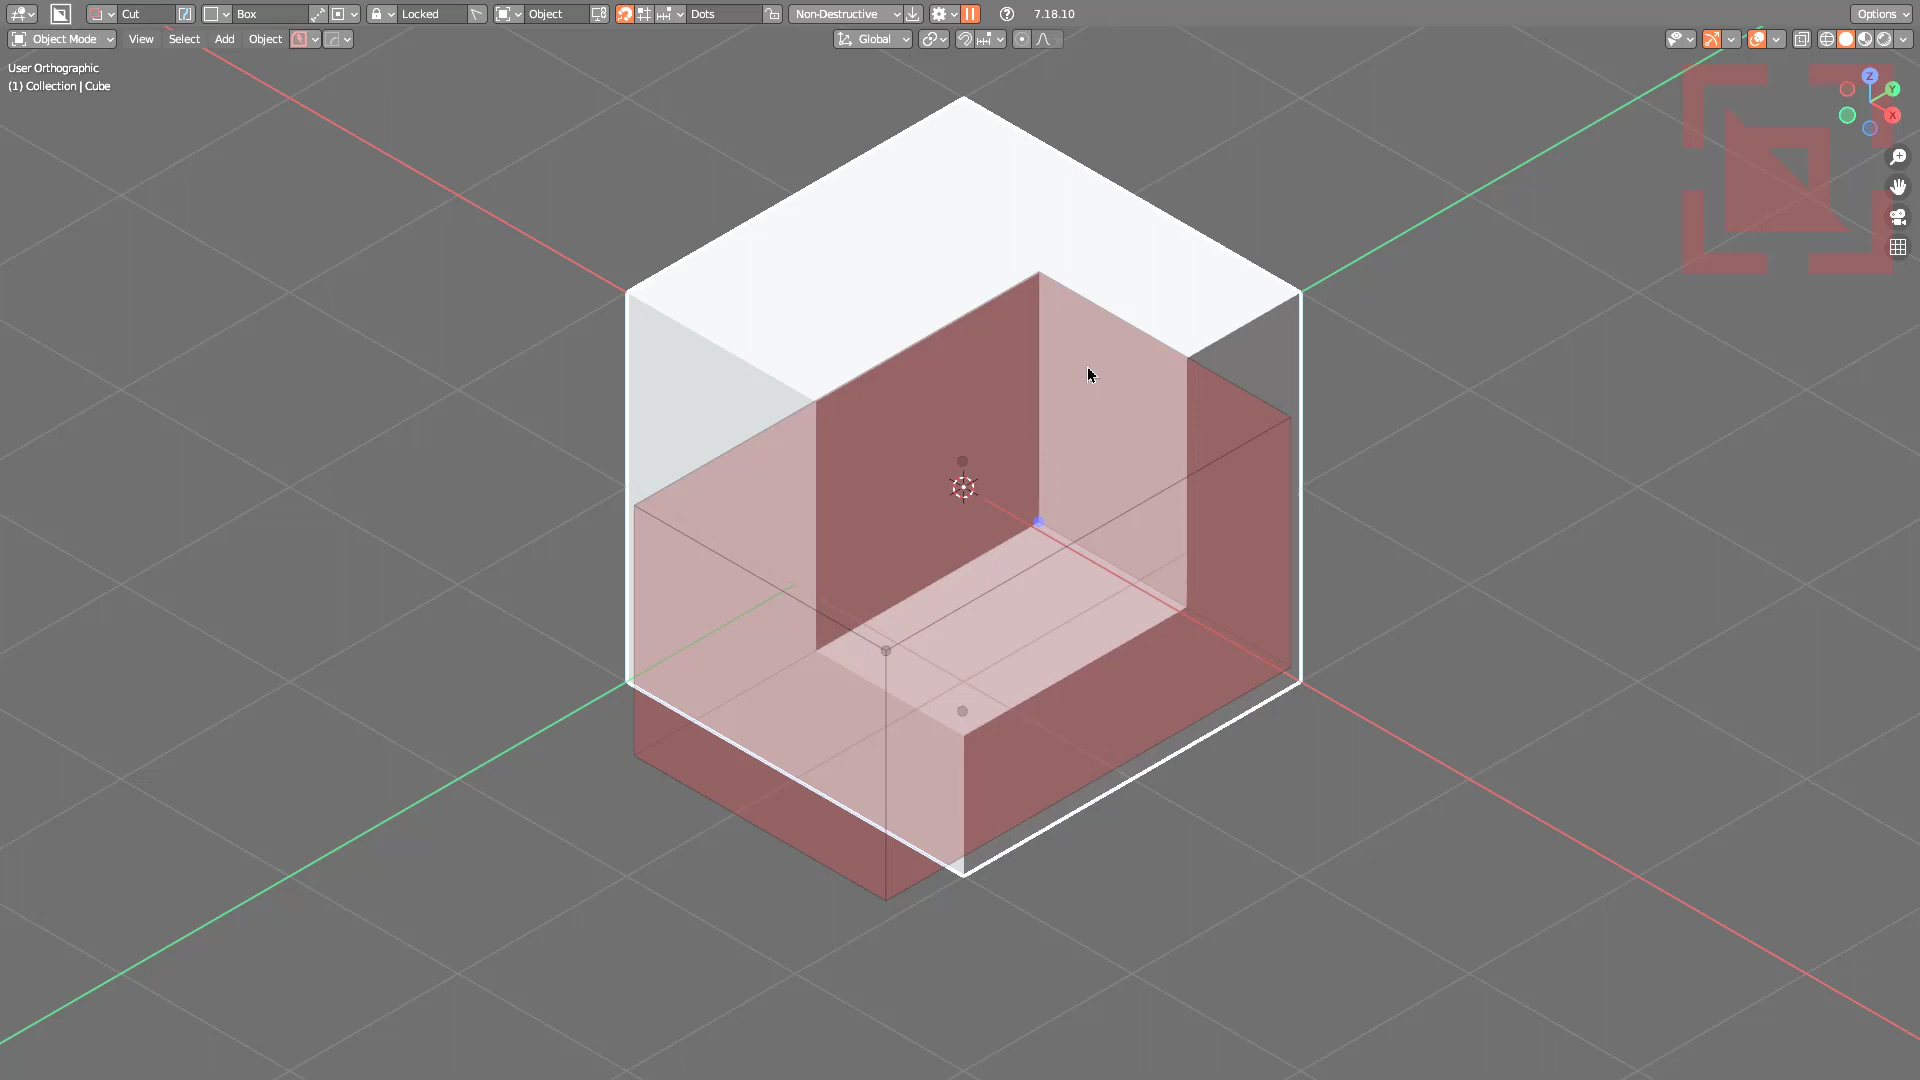 Cut Box Locked Object Dots Non-Destructive 7.18.10 Options
Object Mode View Select Add Object Global
User Orthographic
(1) Collection | Cube
Z
Y
X